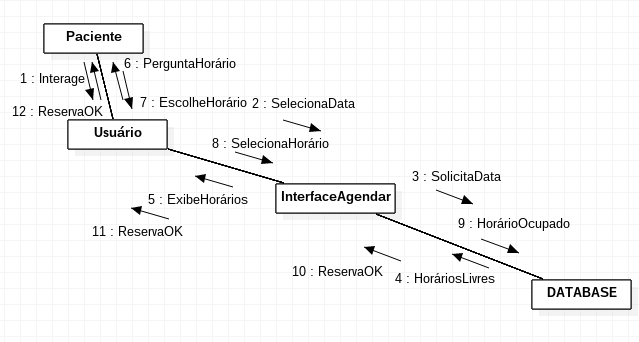 Paciente
6 : PerguntaHorário
1 : Interage
7 : EscolheHorário
2 : SelecionaData
12 : ReservaOK
Usuário
8 : SelecionaHorário
3 : SolicitaData
5 : ExibeHorários
InterfaceAgendar
9 : HorárioOcupado
11 : ReservaOK
10 : ReservaOK
4 : HoráriosLivres
DATABASE